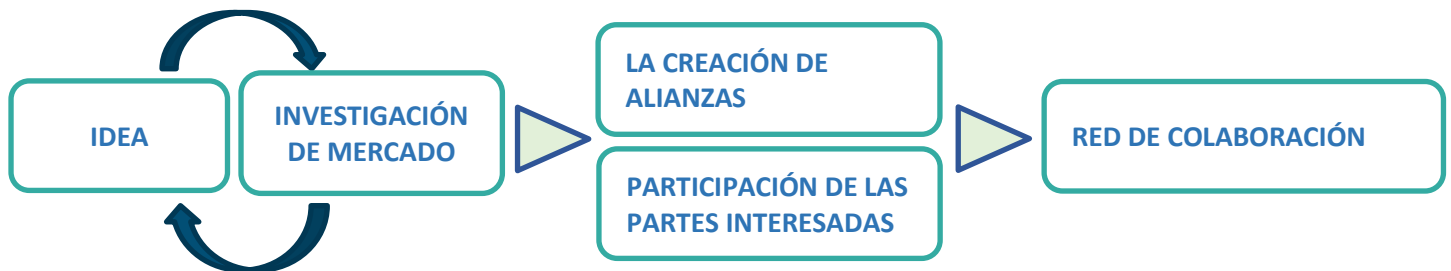 IDEA
INVESTIGACIÓN
DE MERCADO
LA CREACIÓN DE
ALIANZAS
PARTICIPACIÓN DE LAS
PARTES INTERESADAS
RED DE COLABORACIÓN